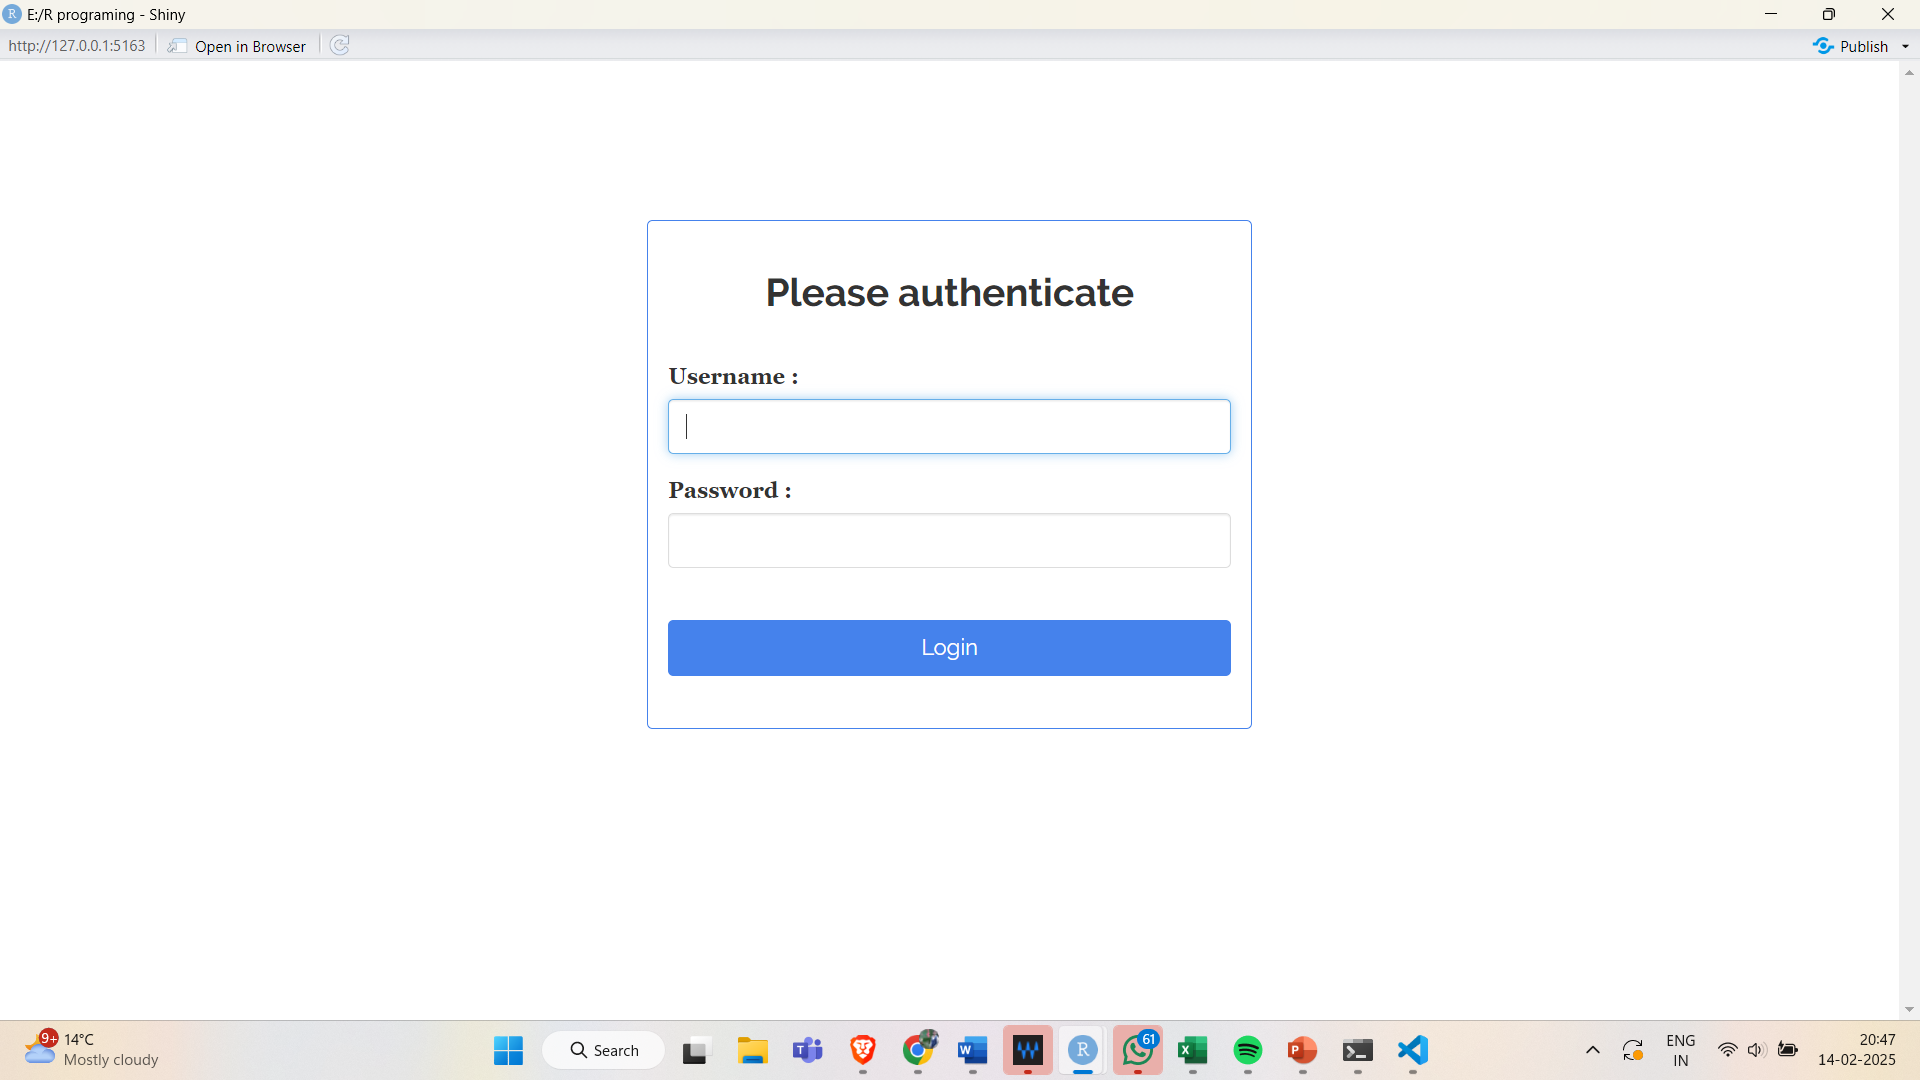 E:/R programing - Shiny
http://127.0.0.1:5163 Open in Browser Publish
Please authenticate
Username :
Password :
Login
9+ 14°C
Mostly cloudy
Search
61
ENG
IN
20:47
14-02-2025